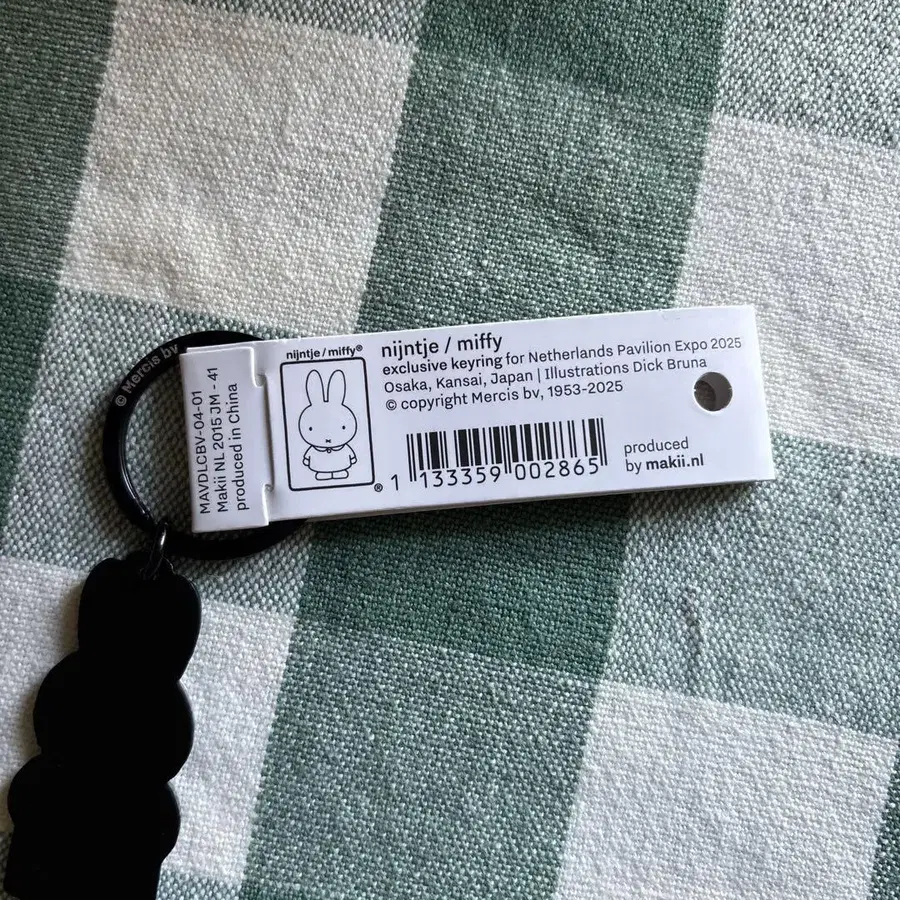 © Mercis bv
MAVDLCBV-04-01
Makii NL 2015 JM - 41
produced in China
nijntje / miffy®
®
nijntje / miffy
exclusive keyring for Netherlands Pavilion Expo 2025
Osaka, Kansai, Japan | Illustrations Dick Bruna
© copyright Mercis bv, 1953-2025
1 133359 002865
produced
by makii.nl